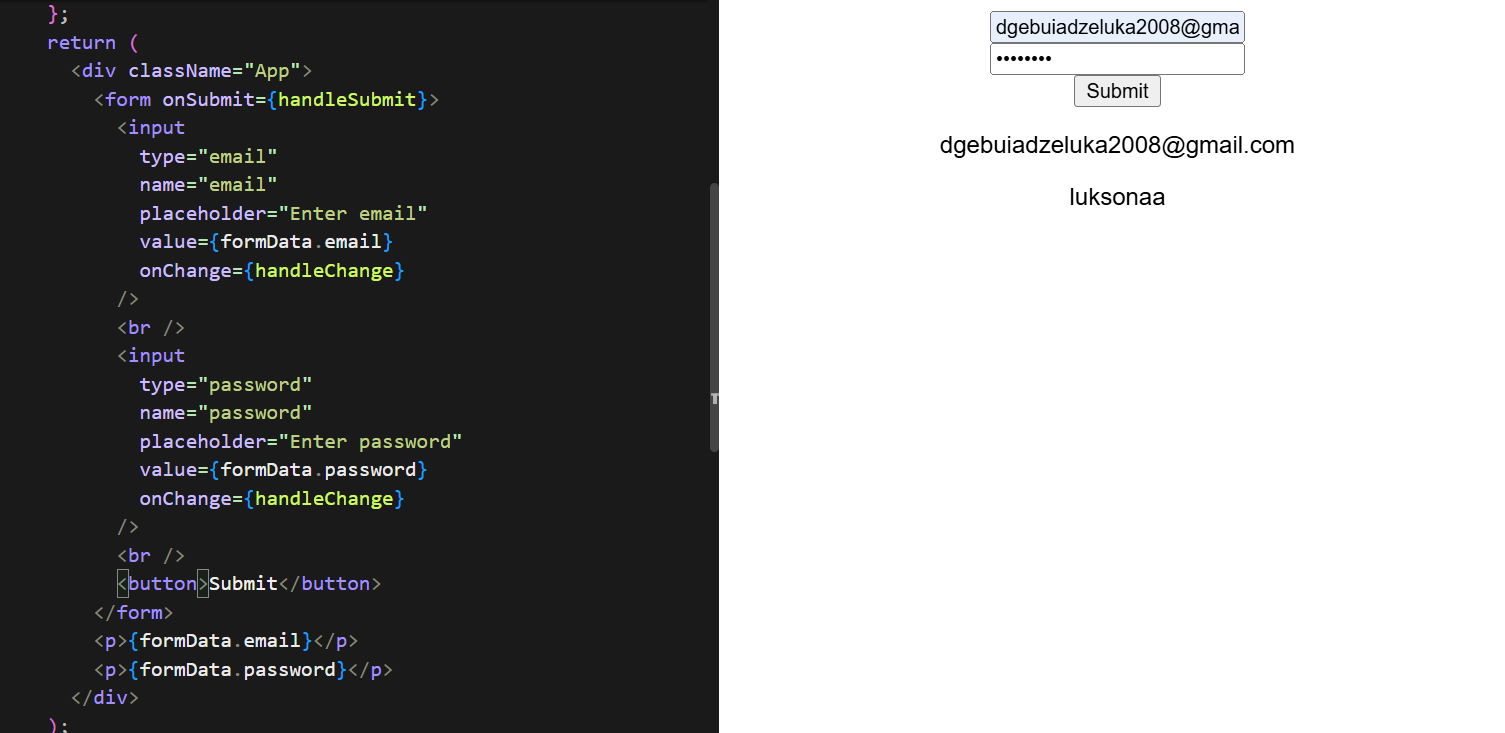 };
return (
<div className="App">
<form onSubmit={handleSubmit}>
<input
type="email"
name="email"
placeholder="Enter email"
value={formData.email}
onChange={handleChange}
/>
<br />
<input
type="password"
name="password"
placeholder="Enter password"
value={formData.password}
onChange={handleChange}
/>
<br />
<button>Submit</button>
</form>
<p>{formData.email}</p>
<p>{formData.password}</p>
</div>
);
dgebuiadzeluka2008@gma
••••••••
Submit
dgebuiadzeluka2008@gmail.com
luksonaa